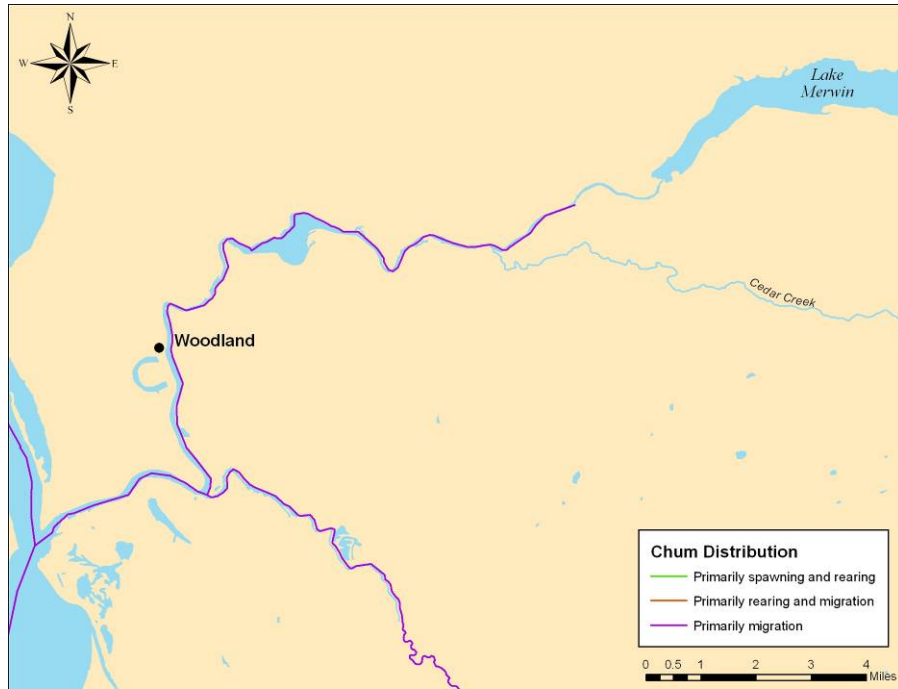 N
W E
S
Lake
Merwin
Cedar Creek
Woodland
Chum Distribution
Primarily spawning and rearing
Primarily rearing and migration
Primarily migration
0 0.5 1 2 3 4
Miles